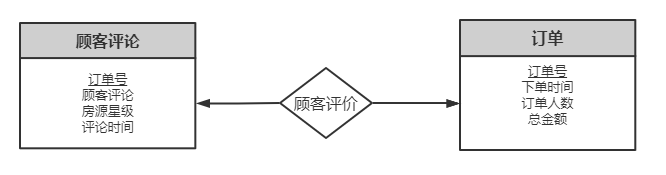 顾客评论
订单号
顾客评论
房源星级
评论时间
顾客评价
订单
订单号
下单时间
订单人数
总金额